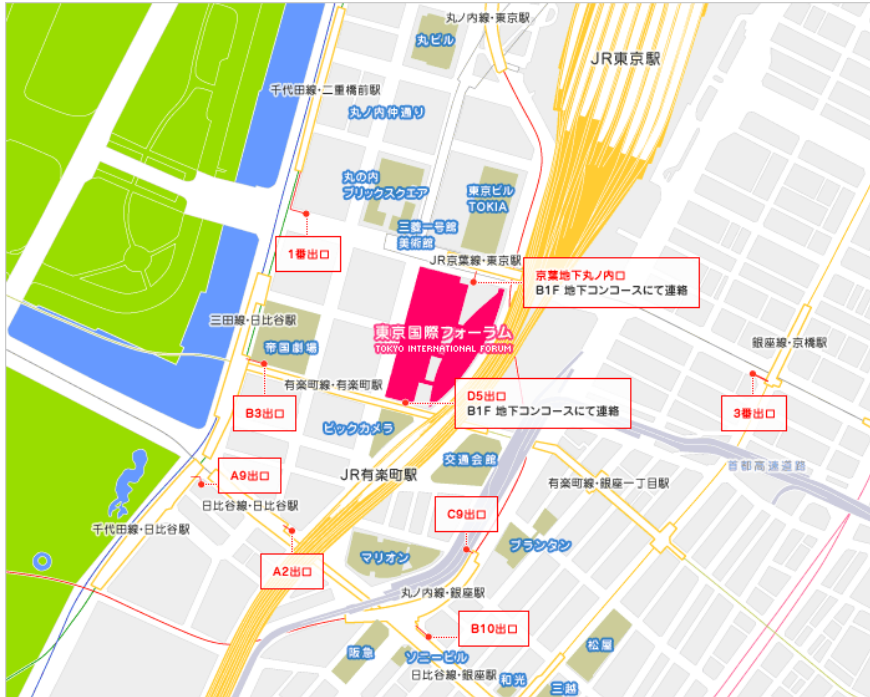 丸ノ内線・東京駅
丸ビル
JR東京駅
千代田線・二重橋前駅
丸ノ内仲通り
丸の内
ブリックスクエア
東京ビル
TOKIA
三菱一号館
美術館
1番出口
JR京葉線・東京駅
京葉地下丸ノ内口
B1F 地下コンコースにて連絡
三田線・日比谷駅
東京国際フォーラム
TOKYO INTERNATIONAL FORUM
帝国劇場
銀座線・京橋駅
有楽町線・有楽町駅
D5出口
B1F 地下コンコースにて連絡
B3出口
3番出口
ビックカメラ
交通会館
JR有楽町駅
首都高速道路
A9出口
有楽町線・銀座一丁目駅
日比谷線・日比谷駅
C9出口
千代田線・日比谷駅
プランタン
マリオン
A2出口
丸ノ内線・銀座駅
B10出口
松屋
阪急
ソニービル
日比谷線・銀座駅
和光
三越